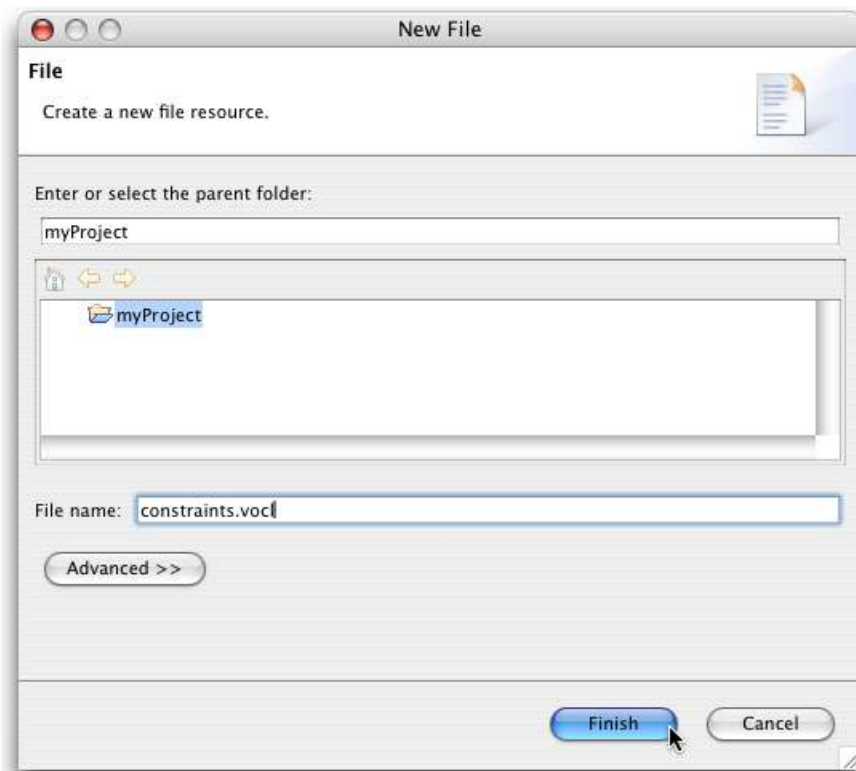 New File
File
Create a new file resource.
Enter or select the parent folder:
myProject
myProject
File name: constraints.vocl
Advanced >>
Finish Cancel